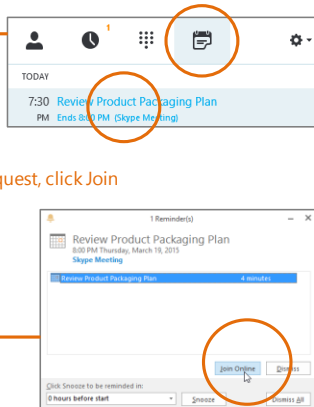 1
TODAY
7:30 Review Product Packaging Plan
PM Ends 8:00 PM (Skype Meeting)
quest, click Join
1 Reminder(s)
Review Product Packaging Plan
8:00 PM Thursday, March 19, 2015
Skype Meeting
Review Product Packaging Plan 4 minutes
Join Online Dismiss
Click Snooze to be reminded in:
0 hours before start Snooze Dismiss All